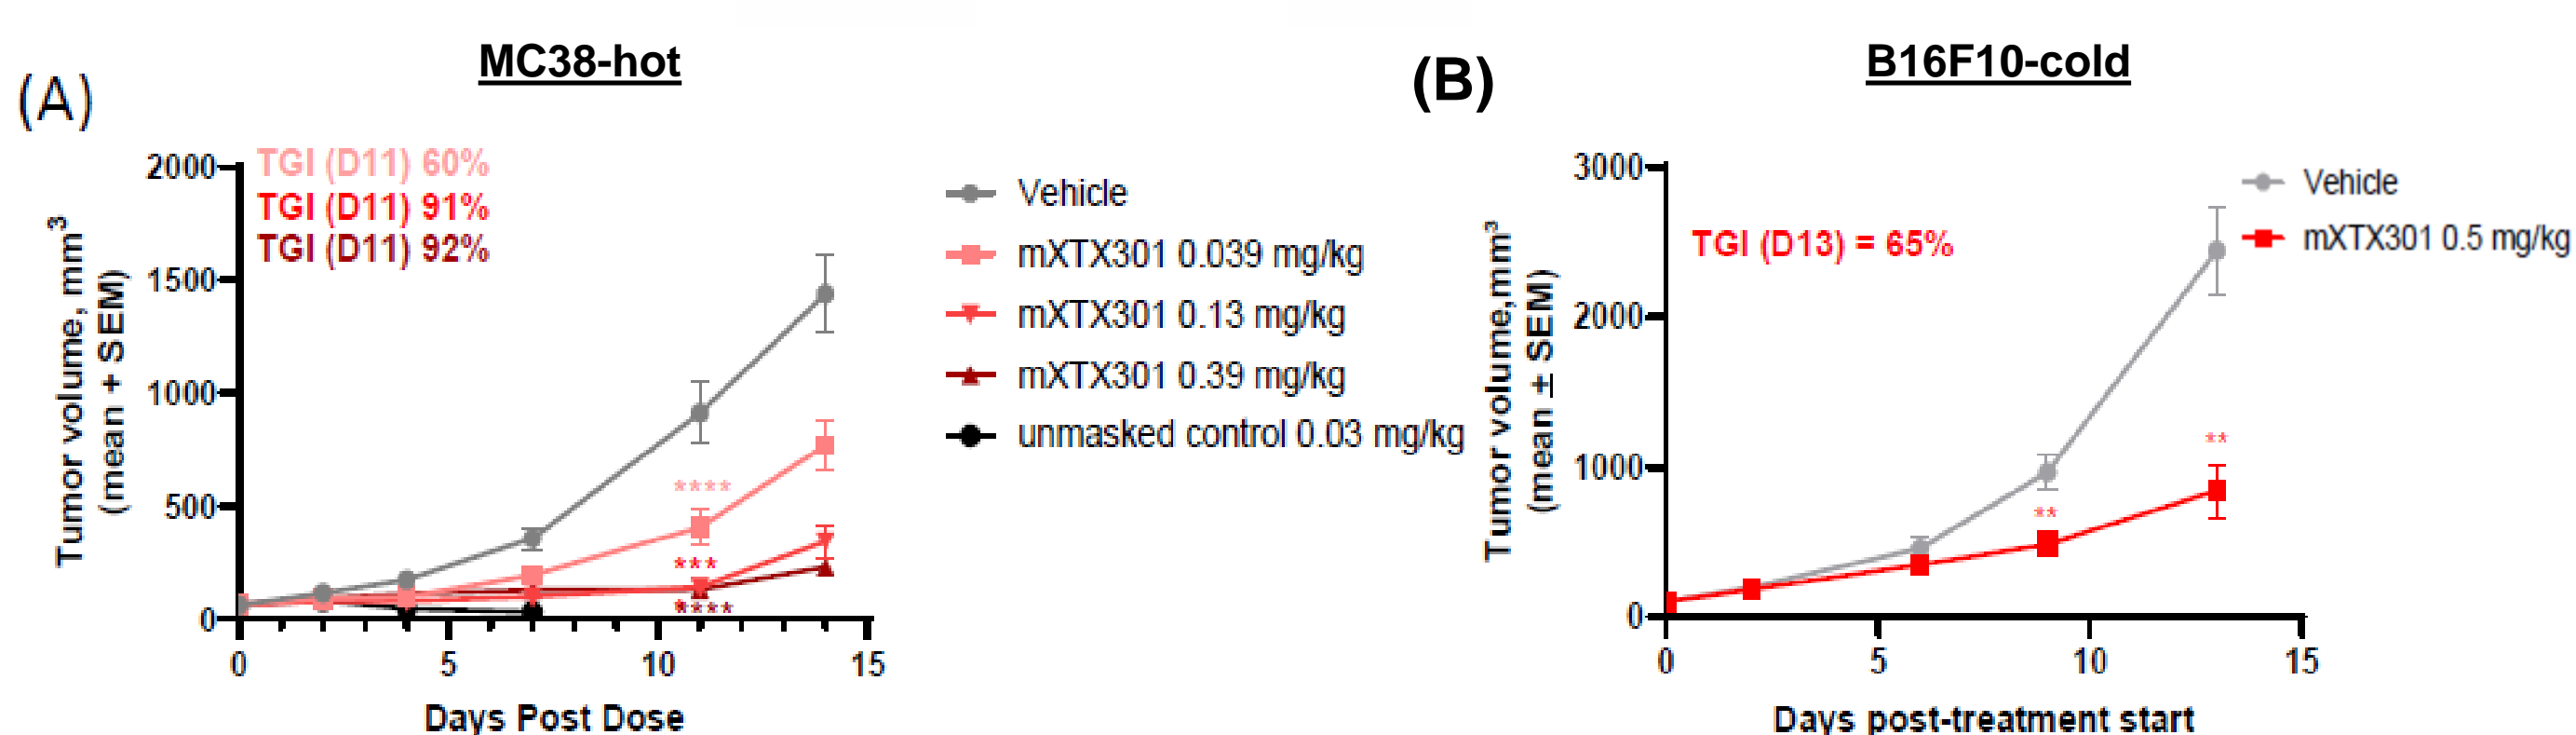 MC38-hot
(A)
2000
1500
1000
500
0
Tumor volume, mm³
(mean + SEM)
TGI (D11) 60%
TGI (D11) 91%
TGI (D11) 92%
****
***
*
****
0 5 10 15
Days Post Dose
Vehicle
mXTX301 0.039 mg/kg
mXTX301 0.13 mg/kg
mXTX301 0.39 mg/kg
unmasked control 0.03 mg/kg
B16F10-cold
(B)
3000
2000
1000
0
Tumor volume,mm³
(mean ± SEM)
TGI (D13) = 65%
**
**
0 5 10 15
Days post-treatment start
Vehicle
mXTX301 0.5 mg/kg